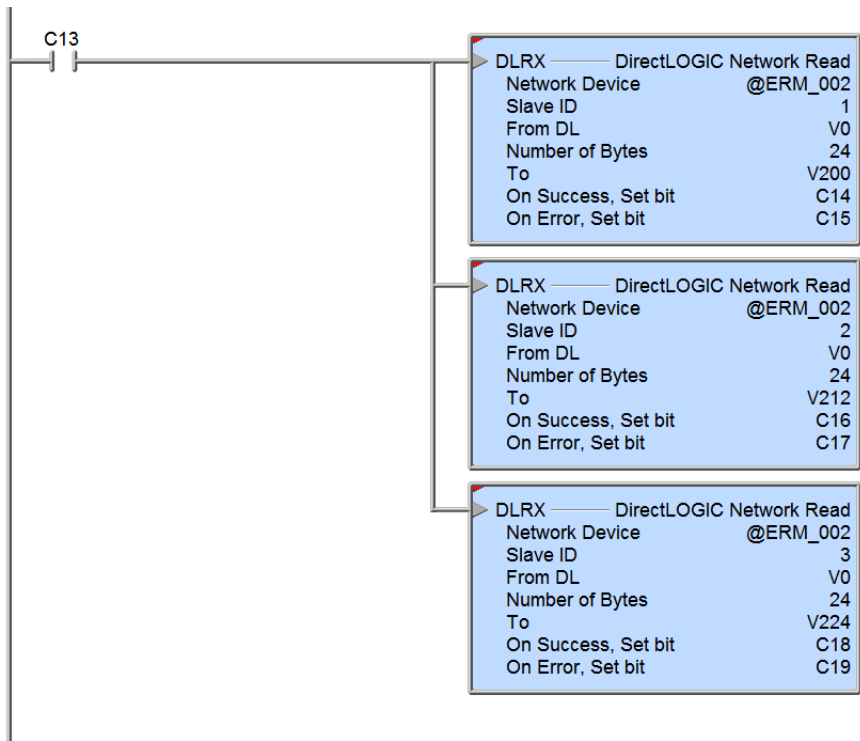 C13
DLRX DirectLOGIC Network Read
Network Device @ERM_002
Slave ID 1
From DL V0
Number of Bytes 24
To V200
On Success, Set bit C14
On Error, Set bit C15
DLRX DirectLOGIC Network Read
Network Device @ERM_002
Slave ID 2
From DL V0
Number of Bytes 24
To V212
On Success, Set bit C16
On Error, Set bit C17
DLRX DirectLOGIC Network Read
Network Device @ERM_002
Slave ID 3
From DL V0
Number of Bytes 24
To V224
On Success, Set bit C18
On Error, Set bit C19